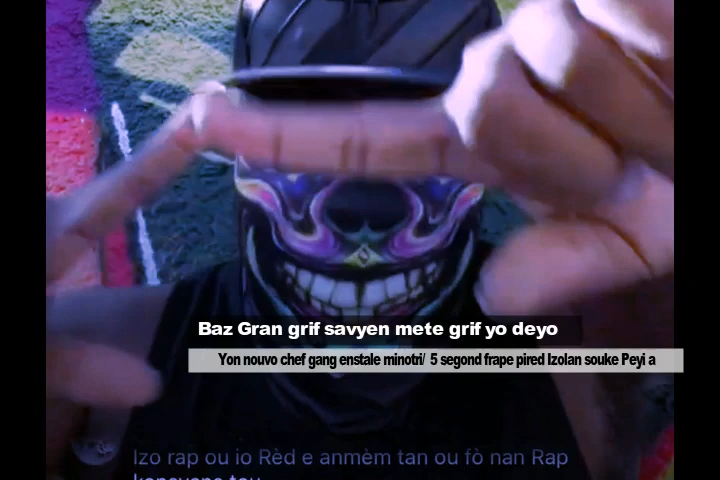 Baz Gran grif savyen mete grif yo deyo
Yon nouvo chef gang enstale minotri/ 5 segond frape pired Izolan souke Peyi a
Izo rap ou io Rèd e anmèm tan ou fò nan Rap